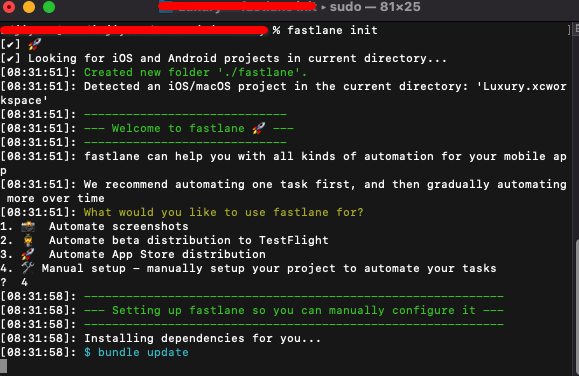 sudo — 81×25
% fastlane init
[✔] 🚀
[✔] Looking for iOS and Android projects in current directory...
[08:31:51]: Created new folder './fastlane'.
[08:31:51]: Detected an iOS/macOS project in the current directory: 'Luxury.xcwor
kspace'
[08:31:51]: -----------------------------
[08:31:51]: --- Welcome to fastlane 🚀 ---
[08:31:51]: -----------------------------
[08:31:51]: fastlane can help you with all kinds of automation for your mobile ap
p
[08:31:51]: We recommend automating one task first, and then gradually automating
 more over time
[08:31:51]: What would you like to use fastlane for?
1. 📸  Automate screenshots
2. 👩‍✈️  Automate beta distribution to TestFlight
3. 🚀  Automate App Store distribution
4. 🛠  Manual setup - manually setup your project to automate your tasks
?  4
[08:31:58]: ------------------------------------------------------------
[08:31:58]: --- Setting up fastlane so you can manually configure it ---
[08:31:58]: ------------------------------------------------------------
[08:31:58]: Installing dependencies for you...
[08:31:58]: $ bundle update